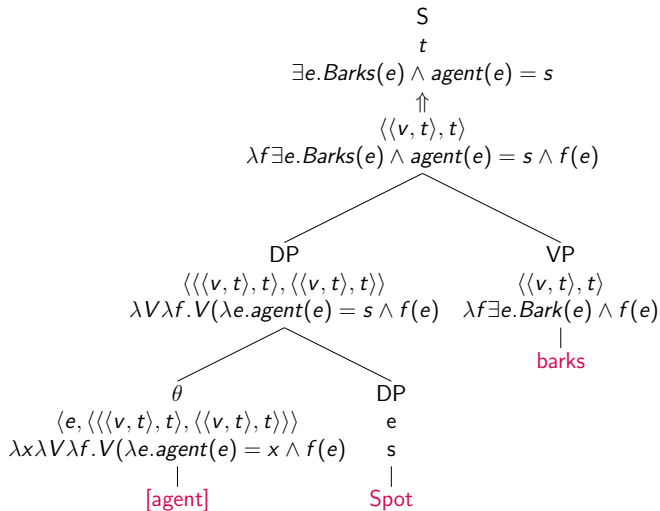 S
t
∃e.Barks(e) ∧ agent(e) = s
⇑
⟨⟨v, t⟩, t⟩
λf∃e.Barks(e) ∧ agent(e) = s ∧ f(e)
DP VP
⟨⟨⟨v, t⟩, t⟩, ⟨⟨v, t⟩, t⟩⟩ ⟨⟨v, t⟩, t⟩
λVλf.V(λe.agent(e) = s ∧ f(e) λf∃e.Bark(e) ∧ f(e)
barks
θ DP
⟨e, ⟨⟨⟨v, t⟩, t⟩, ⟨⟨v, t⟩, t⟩⟩⟩ e
λxλVλf.V(λe.agent(e) = x ∧ f(e) s
[agent] Spot